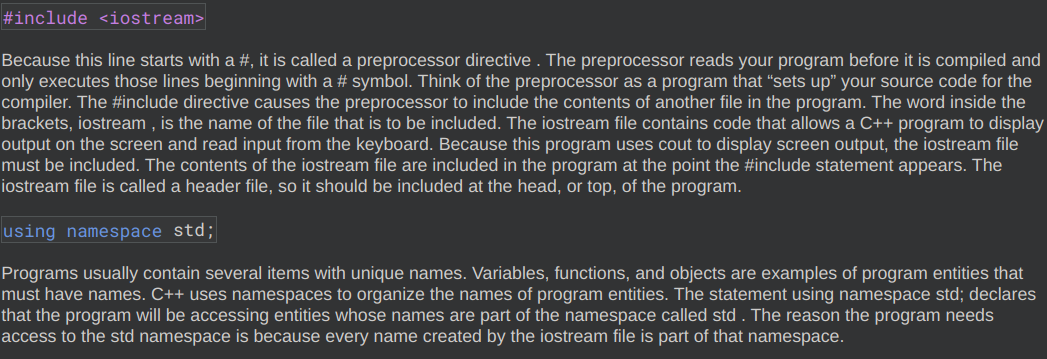 #include <iostream>
Because this line starts with a #, it is called a preprocessor directive . The preprocessor reads your program before it is compiled and
only executes those lines beginning with a # symbol. Think of the preprocessor as a program that “sets up” your source code for the
compiler. The #include directive causes the preprocessor to include the contents of another file in the program. The word inside the
brackets, iostream , is the name of the file that is to be included. The iostream file contains code that allows a C++ program to display
output on the screen and read input from the keyboard. Because this program uses cout to display screen output, the iostream file
must be included. The contents of the iostream file are included in the program at the point the #include statement appears. The
iostream file is called a header file, so it should be included at the head, or top, of the program.
using namespace std;
Programs usually contain several items with unique names. Variables, functions, and objects are examples of program entities that
must have names. C++ uses namespaces to organize the names of program entities. The statement using namespace std; declares
that the program will be accessing entities whose names are part of the namespace called std . The reason the program needs
access to the std namespace is because every name created by the iostream file is part of that namespace.